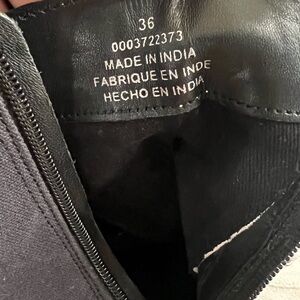 36
0003722373
MADE IN INDIA
FABRIQUE EN INDE
HECHO EN INDIA